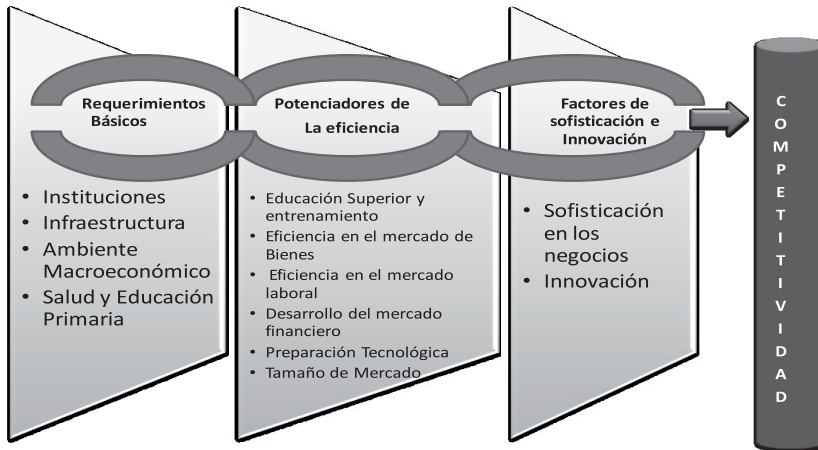 Requerimientos
Básicos
• Instituciones
• Infraestructura
• Ambiente
Macroeconómico
• Salud y Educación
Primaria
Potenciadores de
La eficiencia
• Educación Superior y
entrenamiento
• Eficiencia en el mercado de
Bienes
• Eficiencia en el mercado
laboral
• Desarrollo del mercado
financiero
• Preparación Tecnológica
• Tamaño de Mercado
Factores de
sofisticación e
Innovación
• Sofisticación
en los
negocios
• Innovación
COMPETITIVIDAD